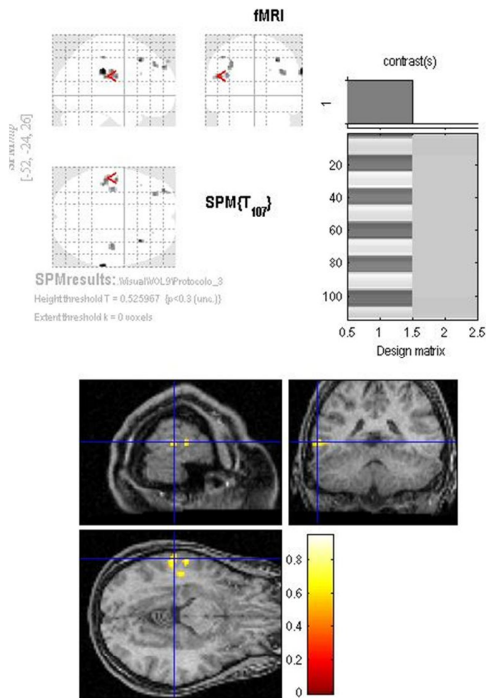 fMRI
contrast(s)
1
[-52, -24, 26]
SPM{T107}
SPMresults:
Height threshold T = 0.525967 {p<0.3 (unc.)}
Extent threshold k = 0 voxels
20
40
60
80
100
0.5 1 1.5 2 2.5
Design matrix
0.8
0.6
0.4
0.2
0